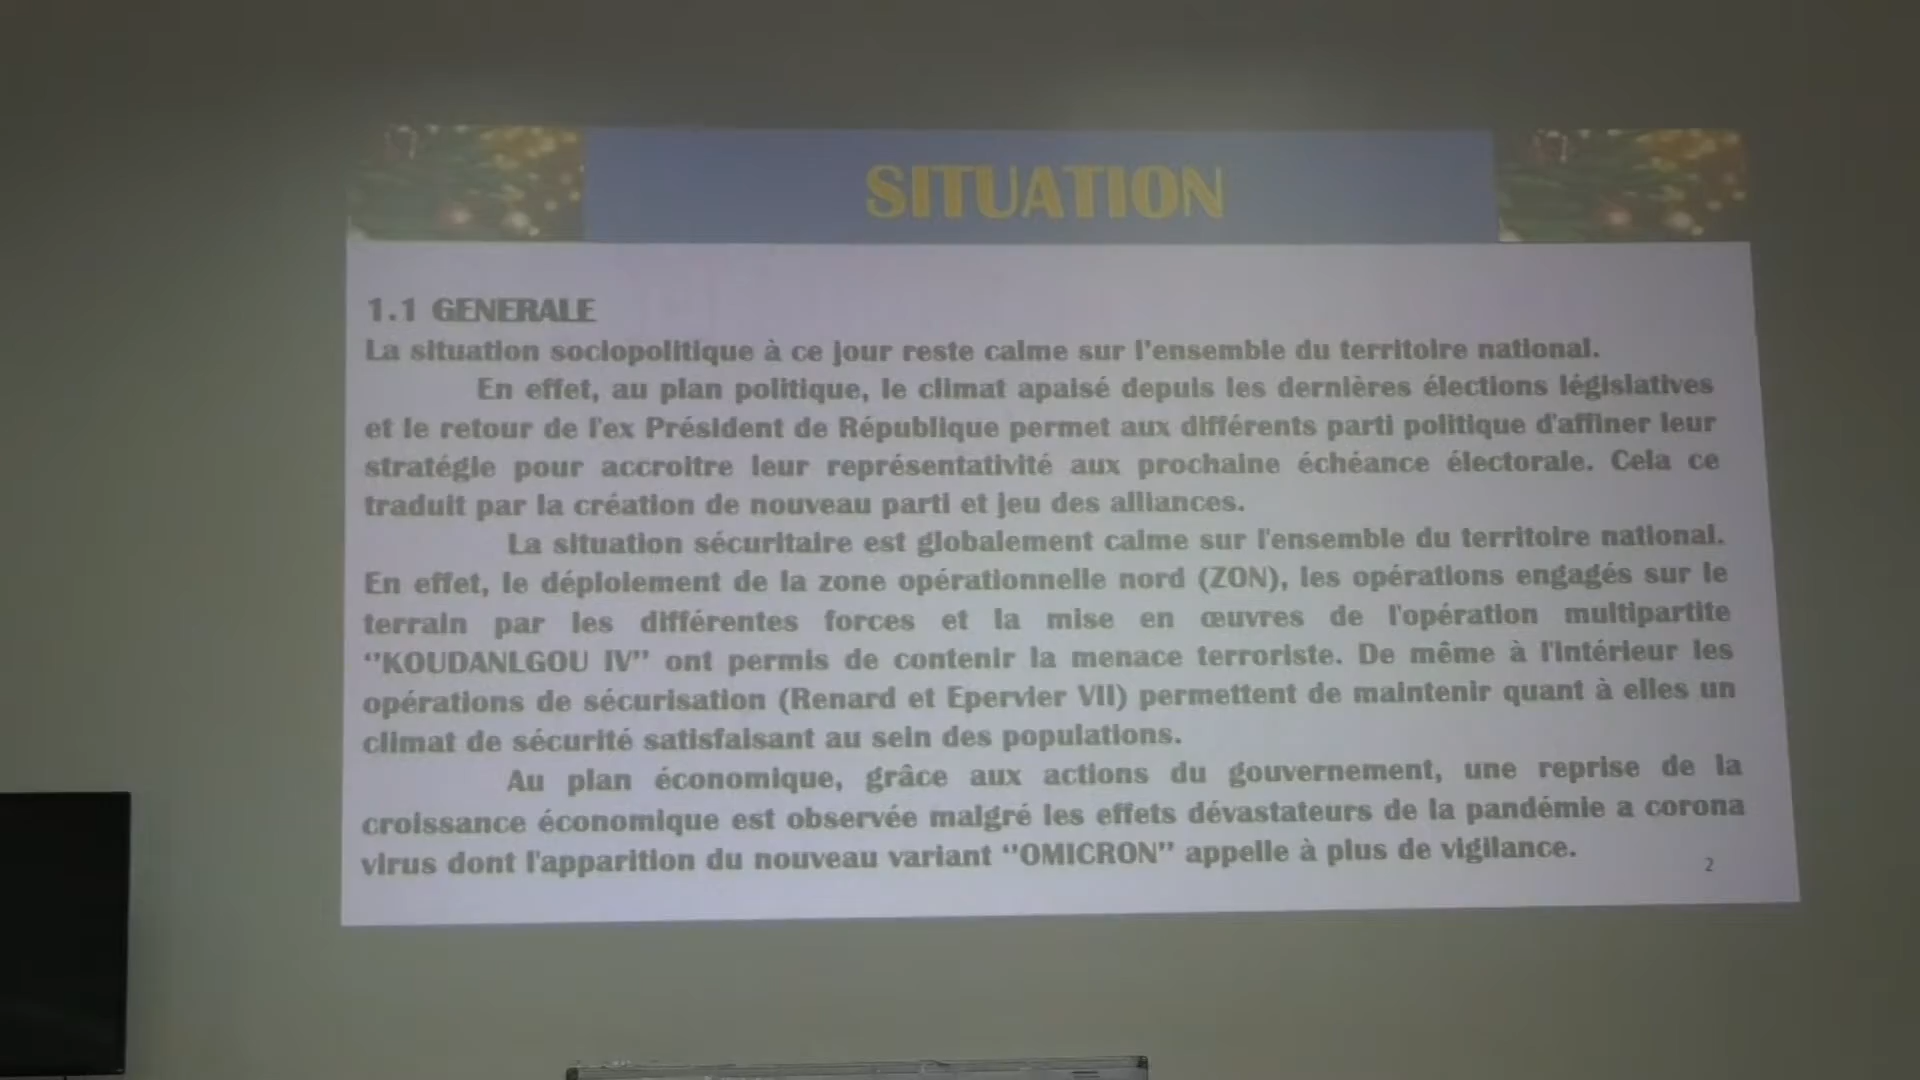 SITUATION
1.1 GENERALE
La situation sociopolitique à ce jour reste calme sur l'ensemble du territoire national.
En effet, au plan politique, le climat apaisé depuis les dernières élections législatives
et le retour de l'ex Président de République permet aux différents parti politique d'affiner leur
stratégie pour accroitre leur représentativité aux prochaine échéance électorale. Cela ce
traduit par la création de nouveau parti et jeu des alliances.
La situation sécuritaire est globalement calme sur l'ensemble du territoire national.
En effet, le déploiement de la zone opérationnelle nord (ZON), les opérations engagés sur le
terrain par les différentes forces et la mise en œuvres de l'opération multipartite
"KOUDANLGOU IV" ont permis de contenir la menace terroriste. De même à l'intérieur les
opérations de sécurisation (Renard et Epervier VII) permettent de maintenir quant à elles un
climat de sécurité satisfaisant au sein des populations.
Au plan économique, grâce aux actions du gouvernement, une reprise de la
croissance économique est observée malgré les effets dévastateurs de la pandémie a corona
virus dont l'apparition du nouveau variant "OMICRON" appelle à plus de vigilance.
2